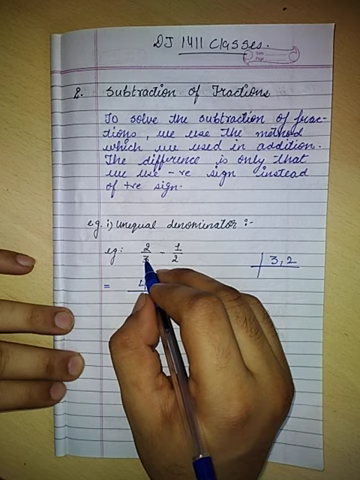 DJ 1411 Classes.
2. Subtraction of Fractions
To solve the subtraction of frac-
tions, we use the method
which we used in addition.
The difference is only that
we use -ve sign instead
of +ve sign.
eg. i) Unequal denominator :-
eg: 2/3 - 1/2
3, 2
= 4